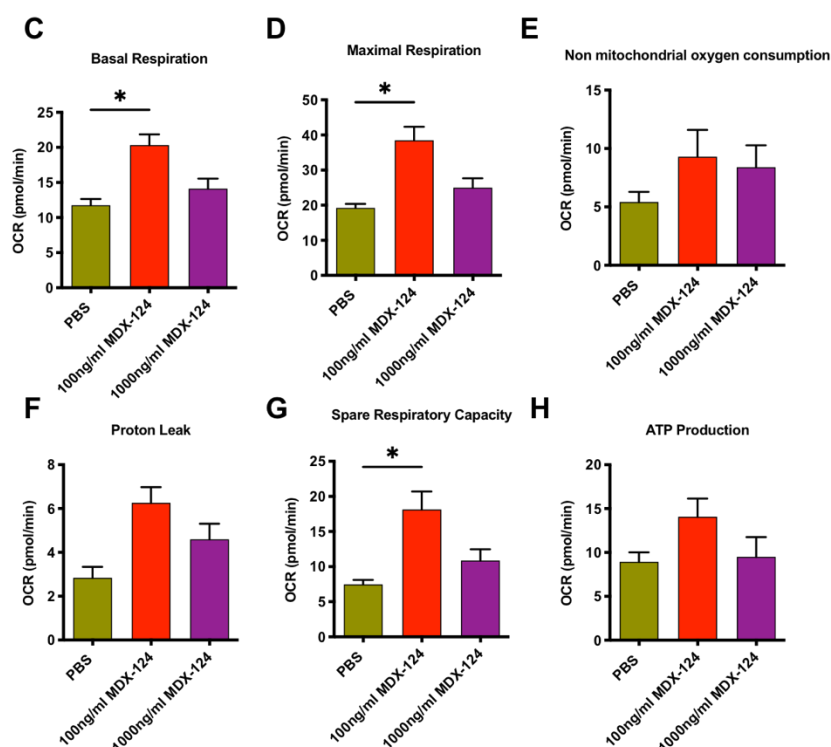 C
Basal Respiration
*
OCR (pmol/min)
25
20
15
10
5
0
PBS
100ng/ml MDX-124
1000ng/ml MDX-124
D
Maximal Respiration
*
OCR (pmol/min)
50
40
30
20
10
0
PBS
100ng/ml MDX-124
1000ng/ml MDX-124
E
Non mitochondrial oxygen consumption
OCR (pmol/min)
15
10
5
0
PBS
100ng/ml MDX-124
1000ng/ml MDX-124
F
Proton Leak
OCR (pmol/min)
8
6
4
2
0
PBS
100ng/ml MDX-124
1000ng/ml MDX-124
G
Spare Respiratory Capacity
*
OCR (pmol/min)
25
20
15
10
5
0
PBS
100ng/ml MDX-124
1000ng/ml MDX-124
H
ATP Production
OCR (pmol/min)
20
15
10
5
0
PBS
100ng/ml MDX-124
1000ng/ml MDX-124